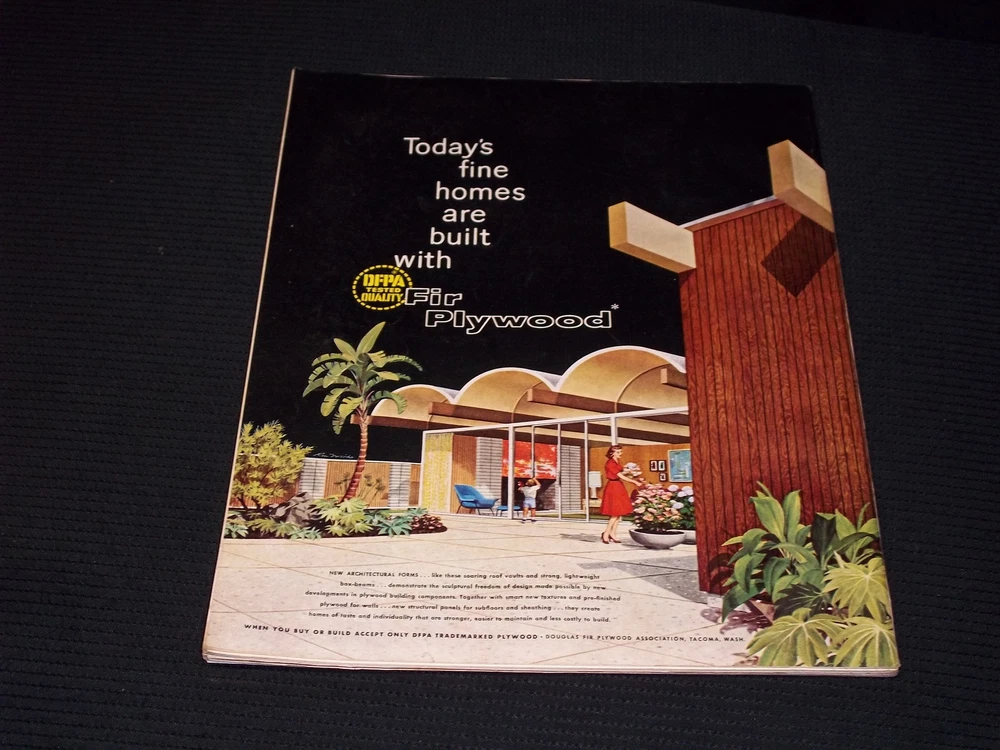 Today's
fine
homes
are
built
with
DFPA
TESTED
QUALITY
®
Fir
Plywood*
NEW ARCHITECTURAL FORMS . . . like these soaring roof vaults and strong, lightweight
box-beams . . . demonstrate the sculptural freedom of design made possible by new
developments in plywood building components. Together with smart new textures and pre-finished
plywood for walls . . . new structural panels for subfloors and sheathing . . . they create
homes of taste and individuality that are stronger, easier to maintain and less costly to build.
WHEN YOU BUY OR BUILD ACCEPT ONLY DFPA TRADEMARKED PLYWOOD • DOUGLAS FIR PLYWOOD ASSOCIATION, TACOMA, WASH.